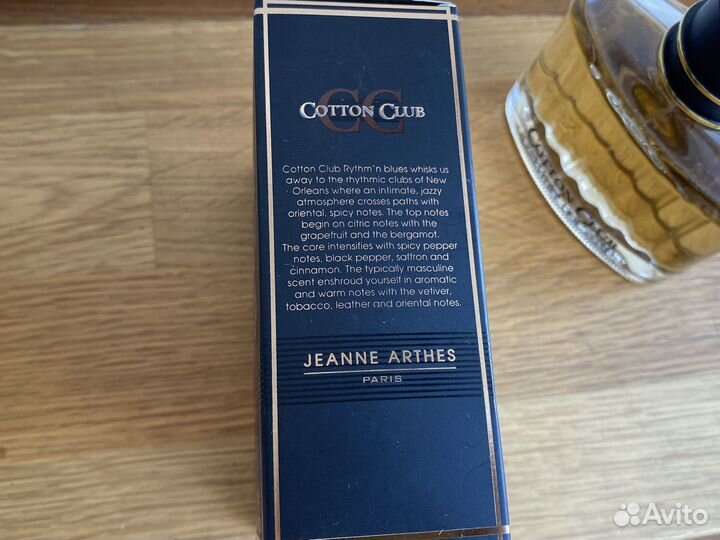 CC
COTTON CLUB
Cotton Club Rythm'n blues whisks us
away to the rhythmic clubs of New
Orleans where an intimate, jazzy
atmosphere crosses paths with
oriental, spicy notes. The top notes
begin on citric notes with the
grapefruit and the bergamot.
The core intensifies with spicy pepper
notes, black pepper, saffron and
cinnamon. The typically masculine
scent enshroud yourself in aromatic
and warm notes with the vetiver,
tobacco, leather and oriental notes.
JEANNE ARTHES
PARIS
COTTON CLUB
Avito